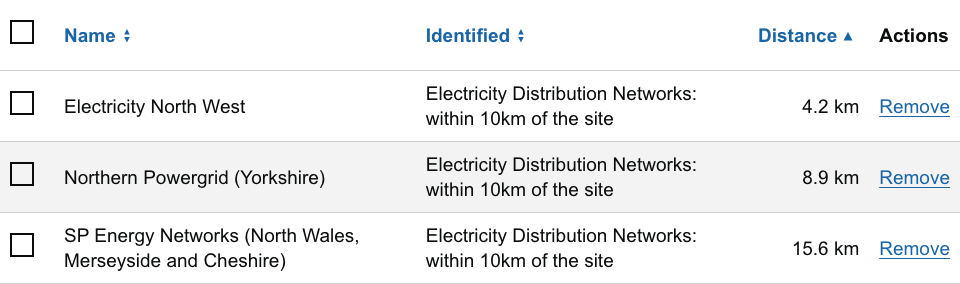 Name Identified Distance Actions
Electricity North West
Electricity Distribution Networks:
within 10km of the site
4.2 km Remove
Northern Powergrid (Yorkshire)
Electricity Distribution Networks:
within 10km of the site
8.9 km Remove
SP Energy Networks (North Wales,
Merseyside and Cheshire)
Electricity Distribution Networks:
within 10km of the site
15.6 km Remove